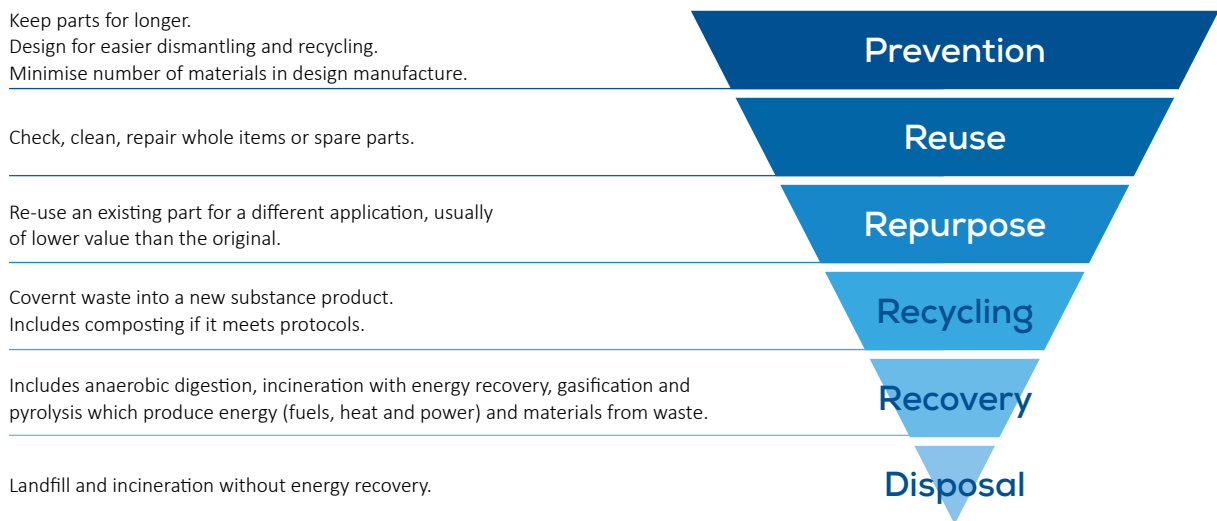 Keep parts for longer.
Design for easier dismantling and recycling.
Minimise number of materials in design manufacture.
Prevention
Check, clean, repair whole items or spare parts.
Reuse
Re-use an existing part for a different application, usually
of lower value than the original.
Repurpose
Covernt waste into a new substance product.
Includes composting if it meets protocols.
Recycling
Includes anaerobic digestion, incineration with energy recovery, gasification and
pyrolysis which produce energy (fuels, heat and power) and materials from waste.
Recovery
Landfill and incineration without energy recovery.
Disposal